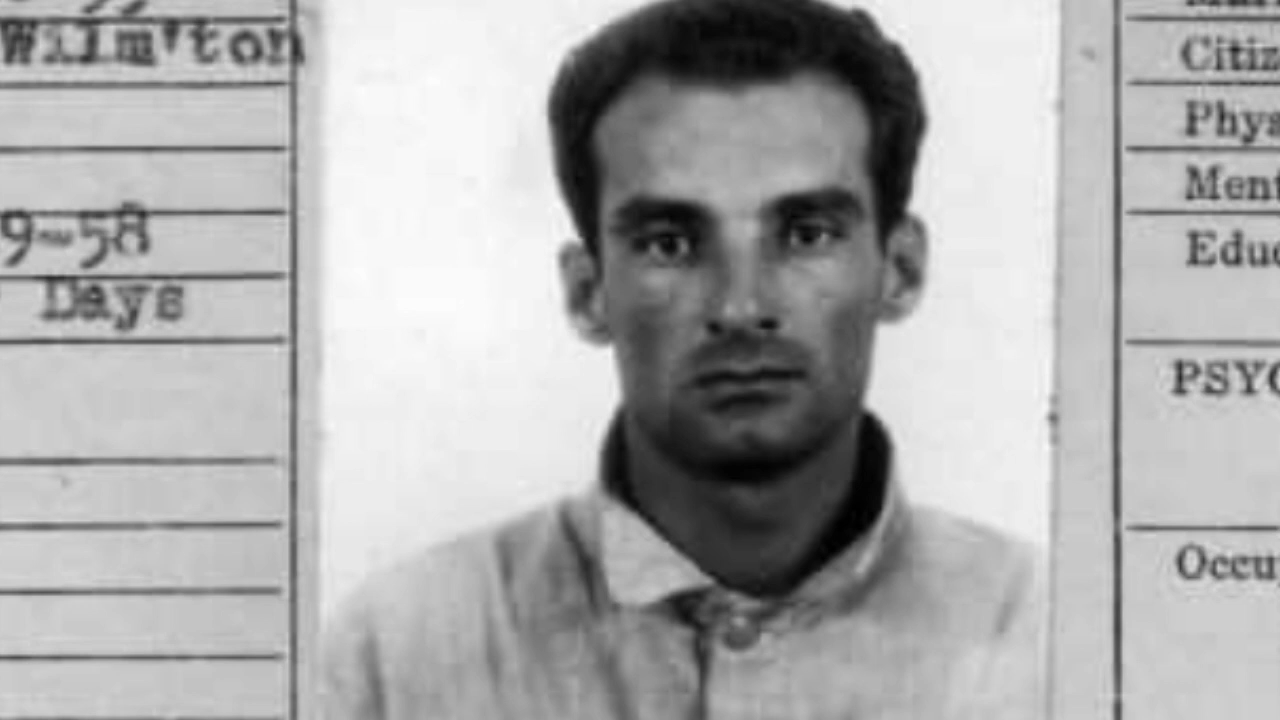 Wilm'ton
9-58
Days
Citiz
Phys
Ment
Educ
PSYC
Occu